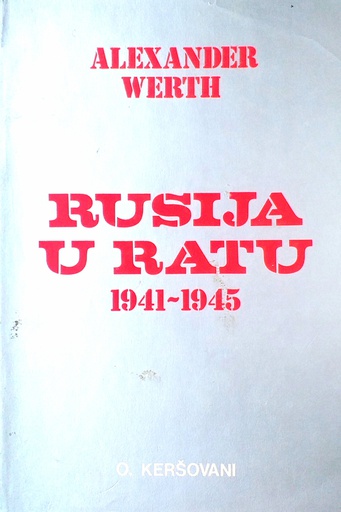 ALEXANDER
WERTH
RUSIJA
U RATU
1941-1945
O. KERŠOVANI